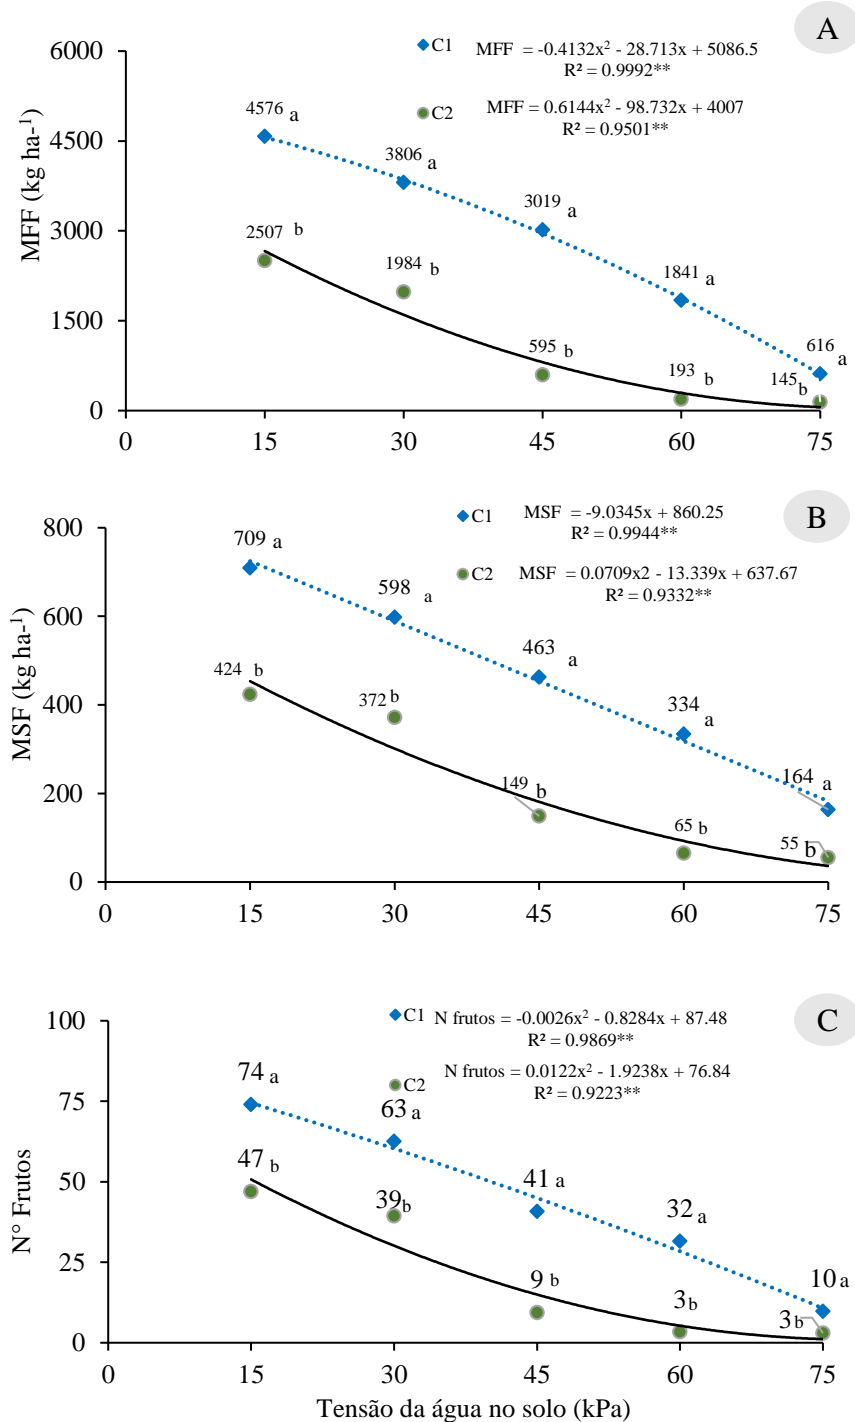 A
C1 MFF = -0.4132x² - 28.713x + 5086.5
R² = 0.9992**
C2 MFF = 0.6144x² - 98.732x + 4007
R² = 0.9501**
MFF (kg ha-¹)
6000
4500
3000
1500
0
4576 a
3806 a
3019 a
1841 a
616 a
2507 b
1984 b
595 b
193 b
145 b
0 15 30 45 60 75
B
C1 MSF = -9.0345x + 860.25
R² = 0.9944**
C2 MSF = 0.0709x2 - 13.339x + 637.67
R² = 0.9332**
MSF (kg ha-¹)
800
600
400
200
0
709 a
598 a
463 a
334 a
164 a
424 b
372 b
149 b
65 b
55 b
0 15 30 45 60 75
C
C1 N frutos = -0.0026x² - 0.8284x + 87.48
R² = 0.9869**
C2 N frutos = 0.0122x² - 1.9238x + 76.84
R² = 0.9223**
N° Frutos
100
75
50
25
0
74 a
63 a
41 a
32 a
10 a
47 b
39 b
9 b
3 b
3 b
0 15 30 45 60 75
Tensão da água no solo (kPa)